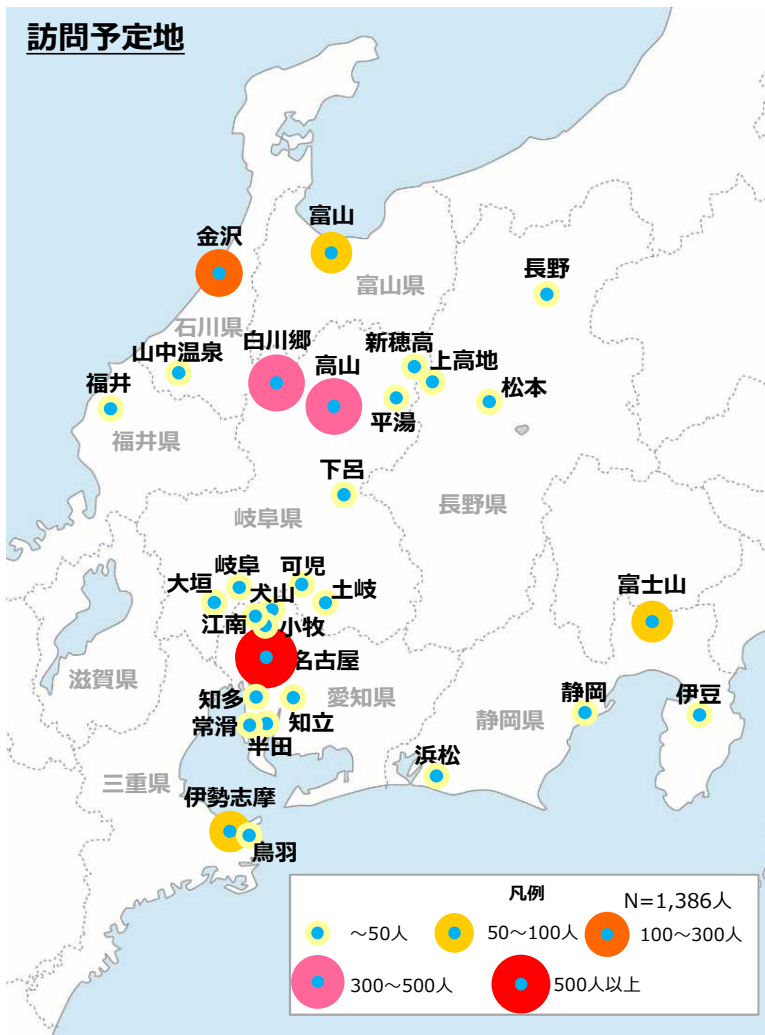 訪問予定地
富山
金沢
長野
富山県
石川県
白川郷
新穂高
山中温泉
高山
上高地
福井
松本
平湯
福井県
下呂
長野県
岐阜県
岐阜
可児
大垣
犬山
土岐
富士山
江南
小牧
名古屋
滋賀県
知多
愛知県
静岡
伊豆
常滑
知立
静岡県
半田
浜松
三重県
伊勢志摩
鳥羽
凡例
N=1,386人
～50人
50～100人
100～300人
300～500人
500人以上